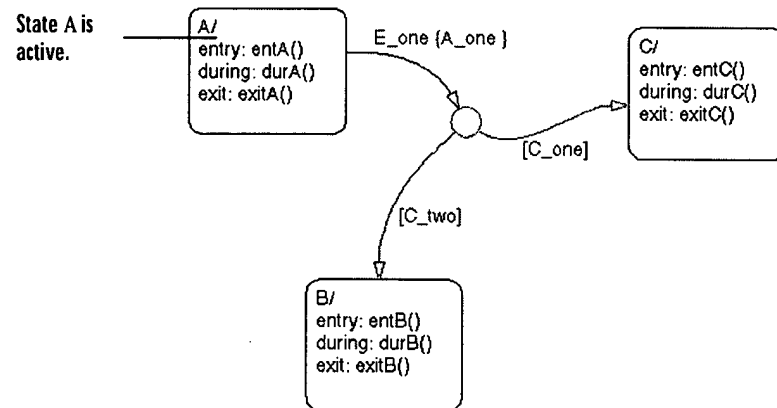 State A is
active.
A/
entry: entA()
during: durA()
exit: exitA()
E_one {A_one }
C/
entry: entC()
during: durC()
exit: exitC()
[C_one]
[C_two]
B/
entry: entB()
during: durB()
exit: exitB()